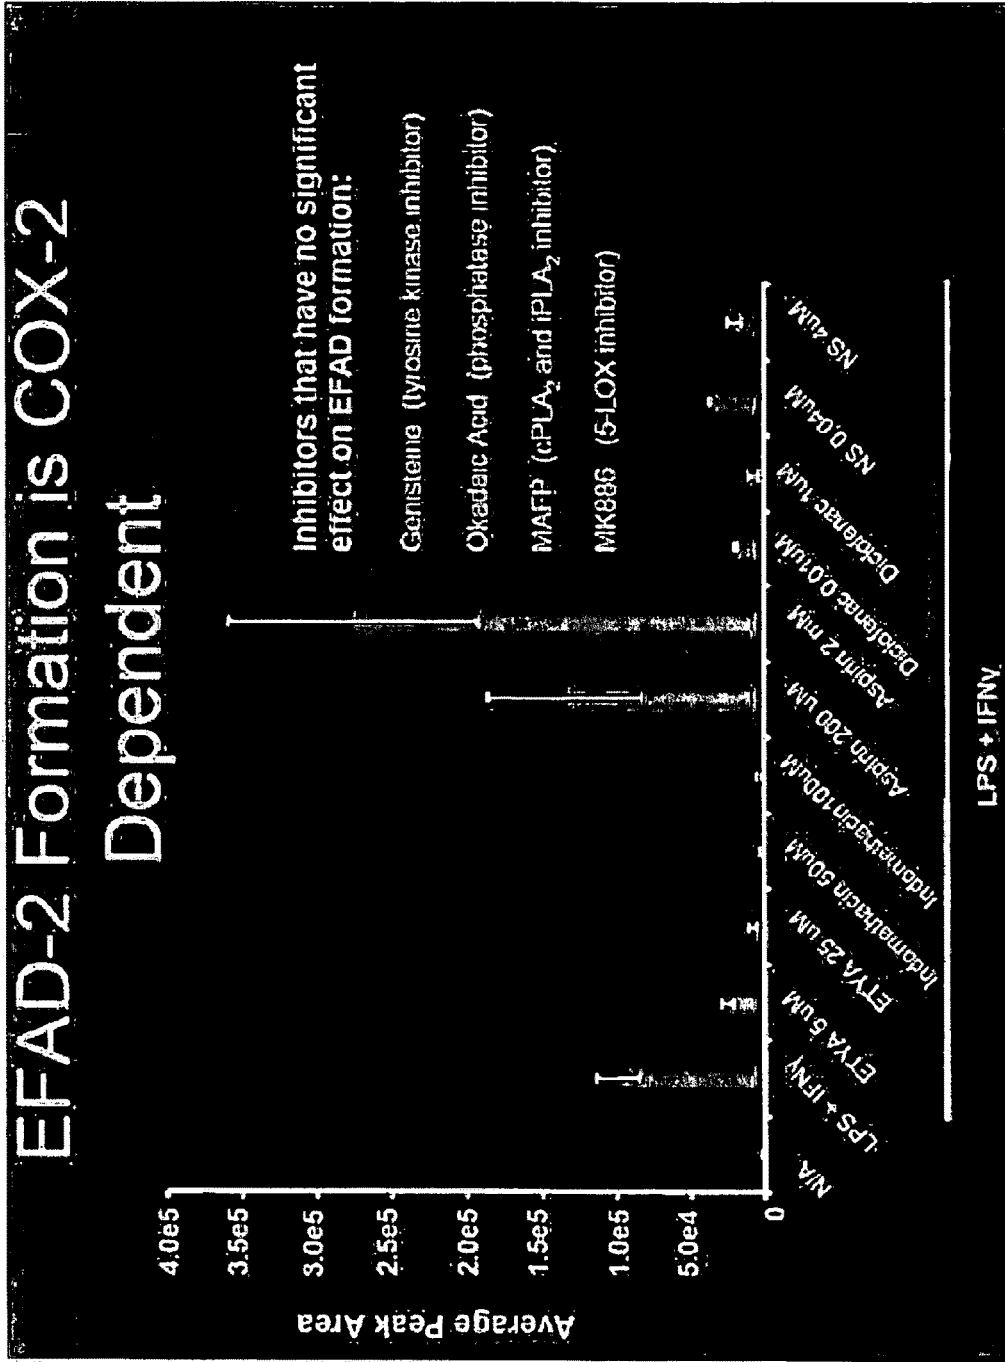 EFAD-2 Formation is COX-2
Dependent
Inhibitors that have no significant
effect on EFAD formation:
Genisteine (tyrosine kinase inhibitor)
Okadaic Acid (phosphatase inhibitor)
MAFP (cPLA₂ and iPLA₂ inhibitor)
MK886 (5-LOX inhibitor)
Average Peak Area
4.0e5
3.5e5
3.0e5
2.5e5
2.0e5
1.5e5
1.0e5
5.0e4
0
N/A
LPS + IFNγ
ETYA 5 uM
ETYA 25 uM
Indomethacin 50uM
Indomethacin 100uM
Aspirin 200 uM
Aspirin 2 mM
Diclofenac 0.01uM
Diclofenac 1uM
NS 0,04uM
NS 4uM
LPS + IFNγ